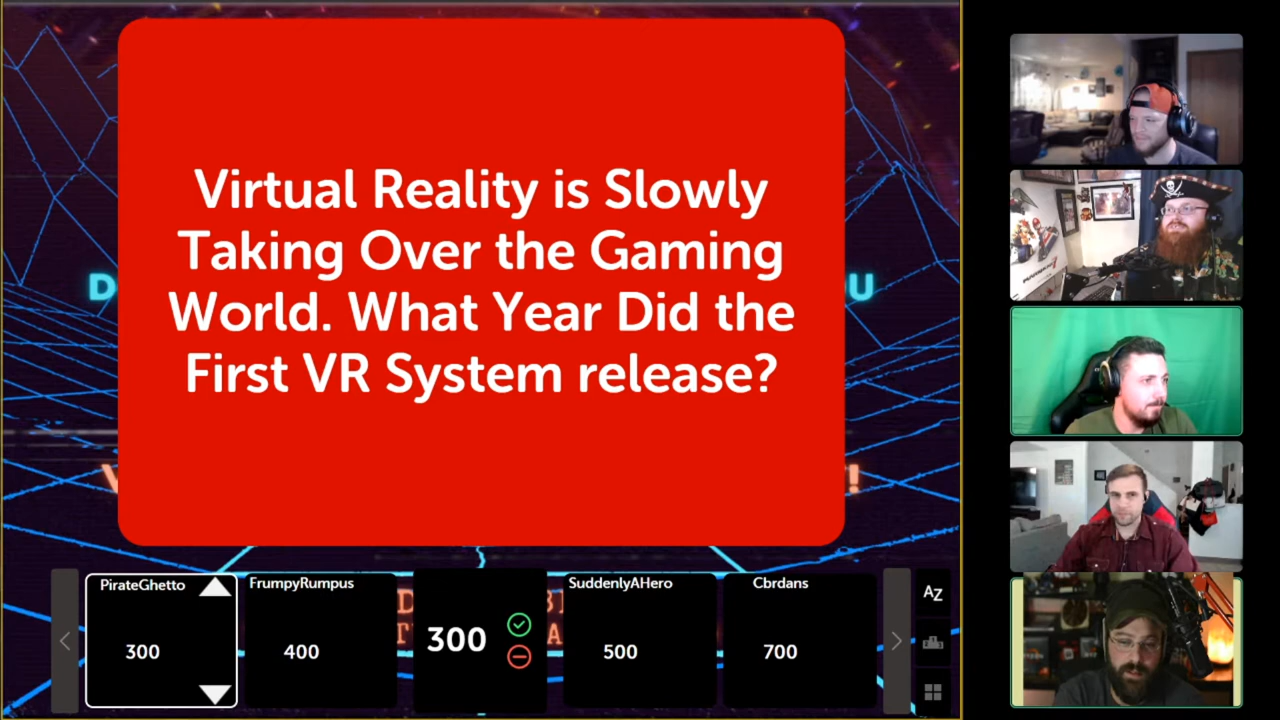 Virtual Reality is Slowly
Taking Over the Gaming
World. What Year Did the
First VR System release?
PirateGhetto
300
FrumpyRumpus
400
300
SuddenlyAHero
500
Cbrdans
700
AZ